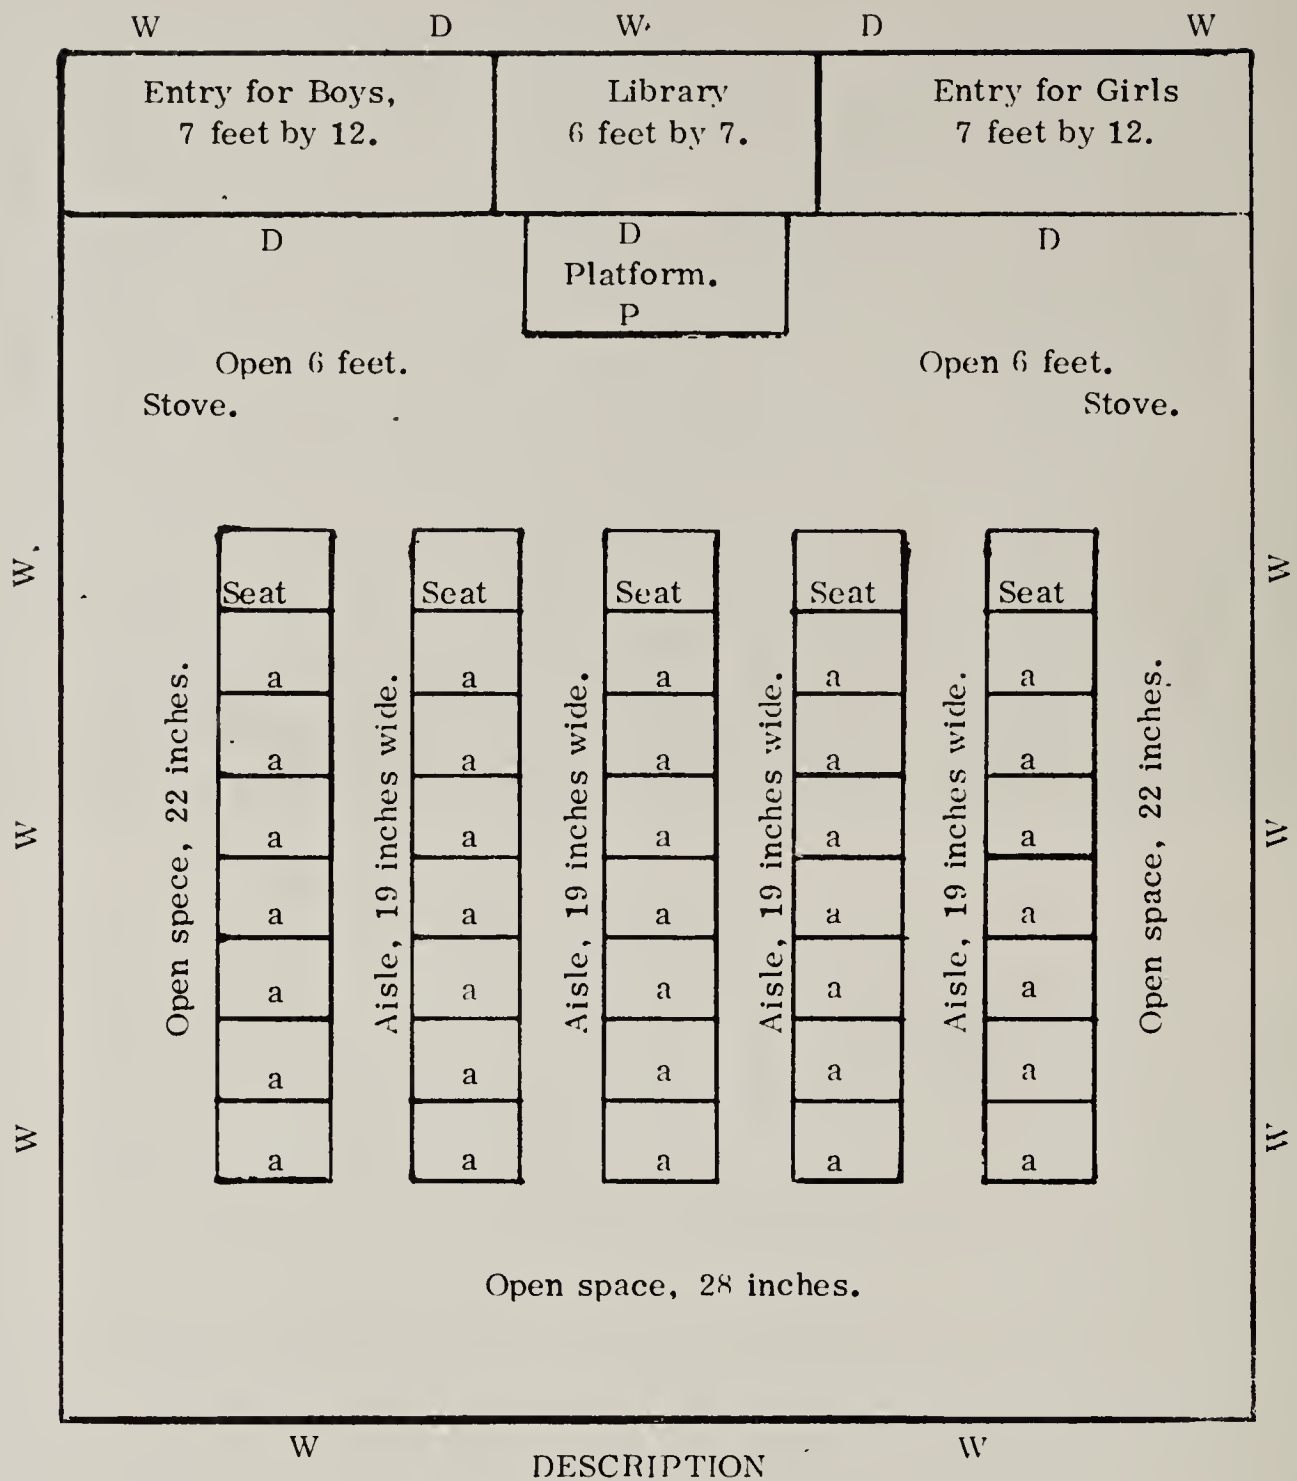 W D W D W
Entry for Boys, Library Entry for Girls
7 feet by 12. 6 feet by 7. 7 feet by 12.
D D D
Platform.
P
Open 6 feet. Open 6 feet.
Stove. Stove.
W W
Seat Seat Seat Seat Seat
a a a a a
a a a a a
W W
a a a a a
a a a a a
a a a a a
a a a a a
W W
a a a a a
Open spece, 22 inches.
Aisle, 19 inches wide.
Aisle, 19 inches wide.
Aisle, 19 inches wide.
Aisle, 19 inches wide.
Open space, 22 inches.
Open space, 28 inches.
W W
DESCRIPTION